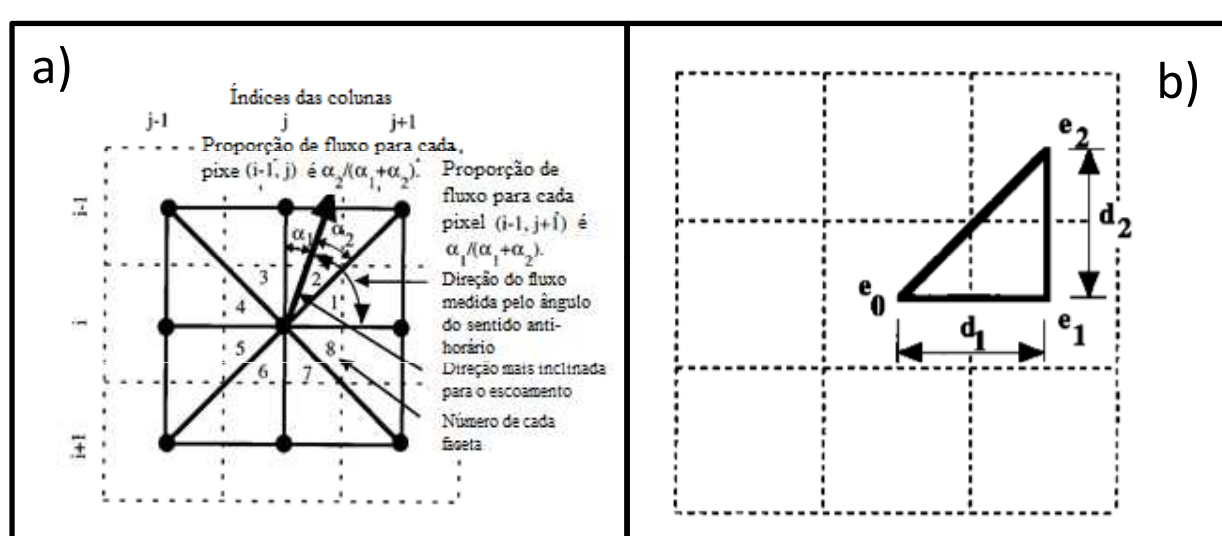 a)
Índices das colunas
j-1 j j+1
Proporção de fluxo para cada
pixe (i-1, j) é α2/(α1+α2).
Proporção de
fluxo para cada
pixel (i-1, j+1) é
α1/(α1+α2).
i-1
α1 α2
3 2
4 1
Direção do fluxo
medida pelo ângulo
do sentido anti-
horário
i
5 8
6 7
Direção mais inclinada
para o escoamento
Número de cada
faseta
i+1
b)
e2
d2
e0
e1
d1